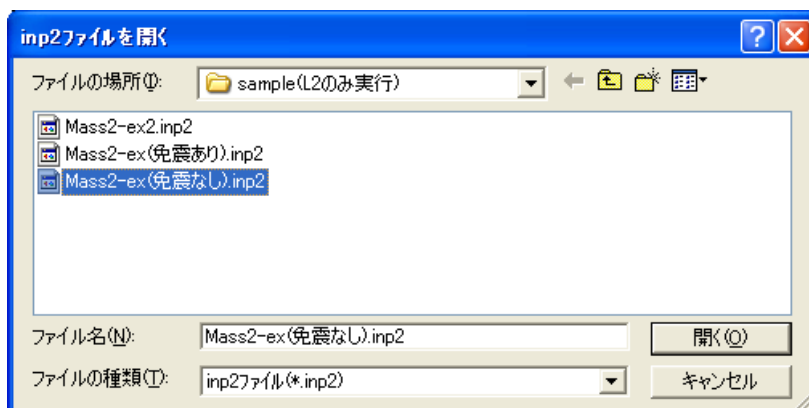 inp2ファイルを開く
ファイルの場所(I): sample(L2のみ実行)
Mass2-ex2.inp2
Mass2-ex(免震あり).inp2
Mass2-ex(免震なし).inp2
ファイル名(N): Mass2-ex(免震なし).inp2 開く(O)
ファイルの種類(T): inp2ファイル(*.inp2) キャンセル